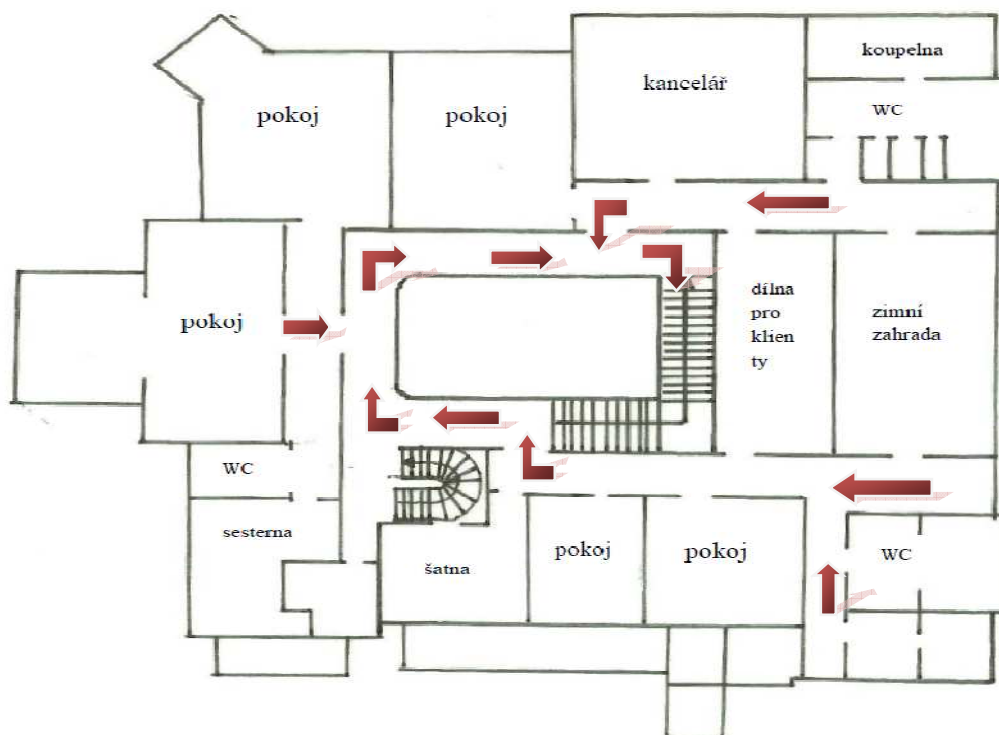 koupelna
kancelář
WC
pokoj
pokoj
dílna
pro
klien
ty
zimní
zahrada
pokoj
WC
sesterna
šatna
pokoj
pokoj
WC